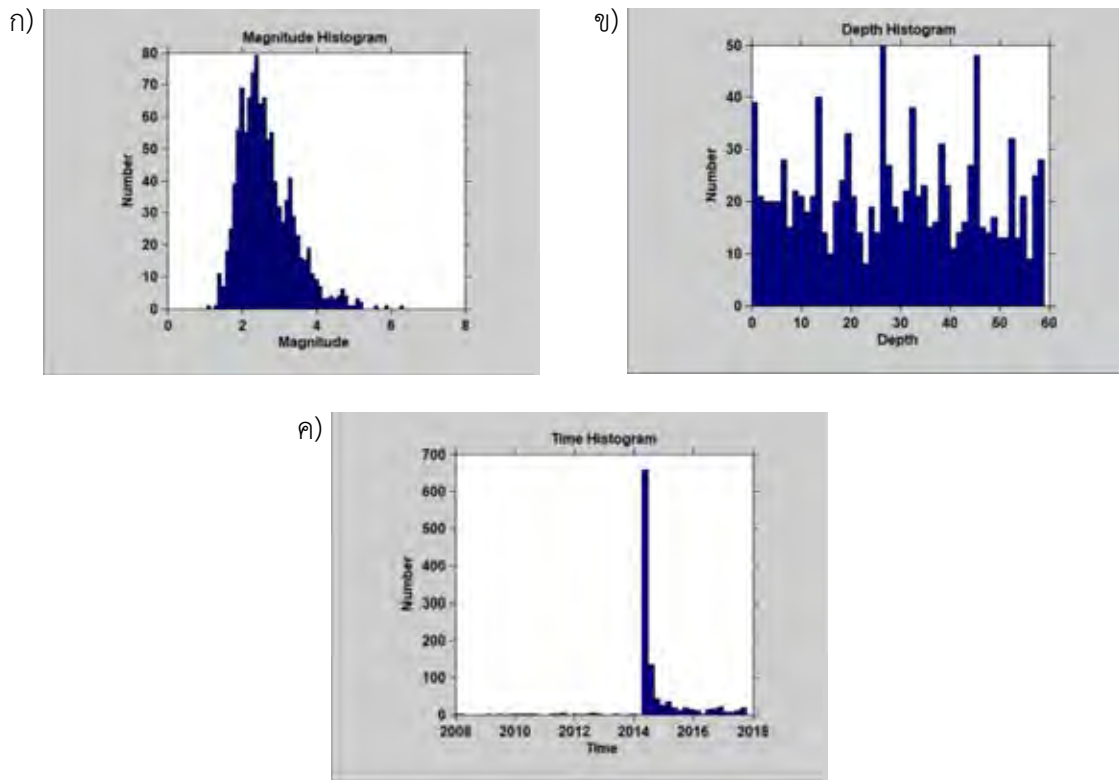 ก)
Magnitude Histogram
80
70
60
50
40
30
20
10
0
Number
0 2 4 6 8
Magnitude
ข)
Depth Histogram
50
40
30
20
10
0
Number
0 10 20 30 40 50 60
Depth
ค)
Time Histogram
700
600
500
400
300
200
100
0
Number
2008 2010 2012 2014 2016 2018
Time